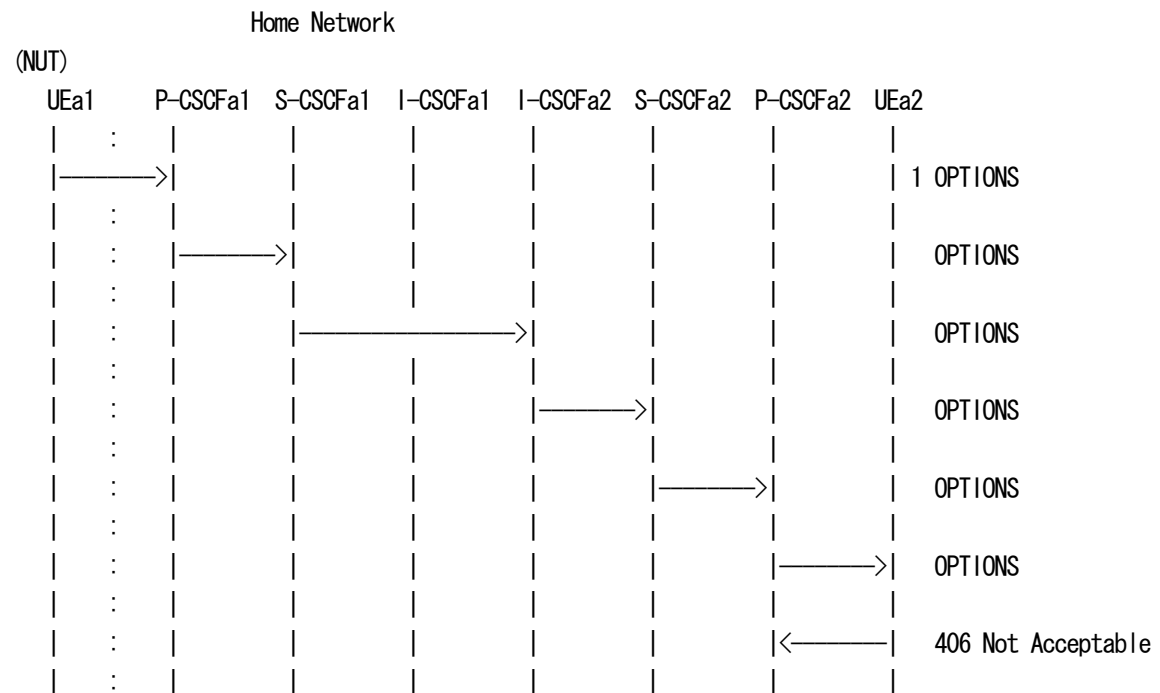 Home Network
(NUT)
UEa1 P-CSCFa1 S-CSCFa1 I-CSCFa1 I-CSCFa2 S-CSCFa2 P-CSCFa2 UEa2
1 OPTIONS
OPTIONS
OPTIONS
OPTIONS
OPTIONS
OPTIONS
406 Not Acceptable